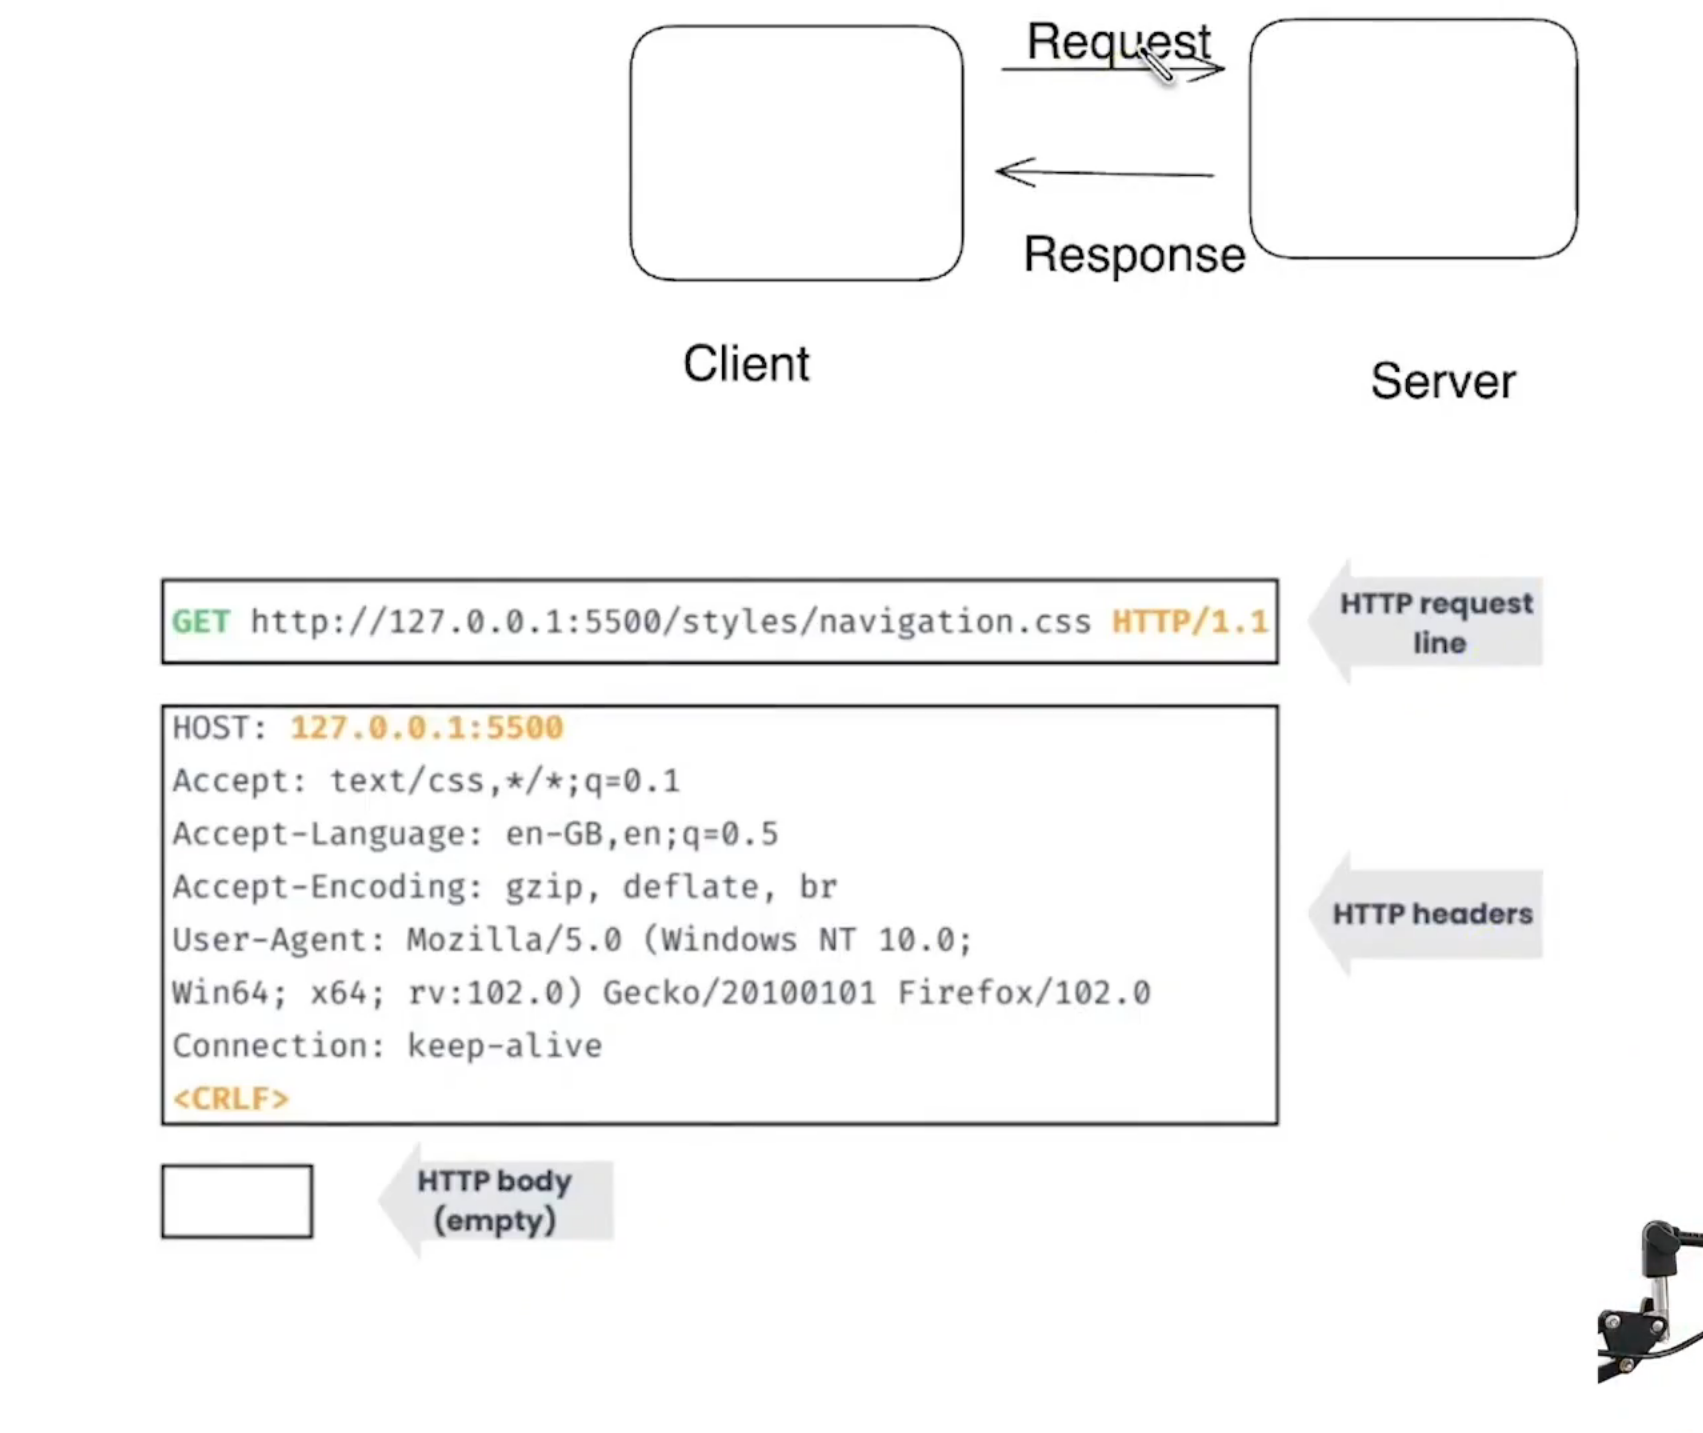 Request
Response
Client
Server
GET http://127.0.0.1:5500/styles/navigation.css HTTP/1.1
HTTP request
line
HOST: 127.0.0.1:5500
Accept: text/css,*/*;q=0.1
Accept-Language: en-GB,en;q=0.5
Accept-Encoding: gzip, deflate, br
User-Agent: Mozilla/5.0 (Windows NT 10.0;
Win64; x64; rv:102.0) Gecko/20100101 Firefox/102.0
Connection: keep-alive
<CRLF>
HTTP headers
HTTP body
(empty)